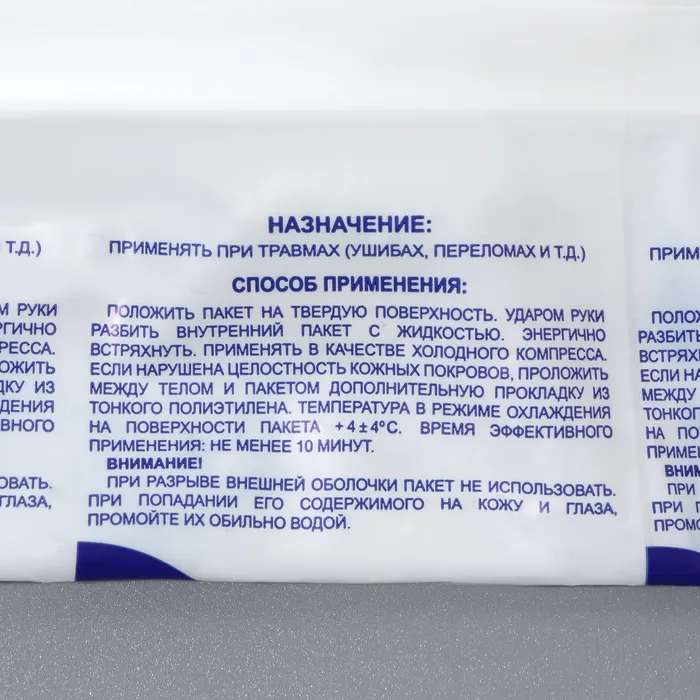 НАЗНАЧЕНИЕ:
ПРИМЕНЯТЬ ПРИ ТРАВМАХ (УШИБАХ, ПЕРЕЛОМАХ И Т.Д.)
СПОСОБ ПРИМЕНЕНИЯ:
ПОЛОЖИТЬ ПАКЕТ НА ТВЕРДУЮ ПОВЕРХНОСТЬ. УДАРОМ РУКИ
РАЗБИТЬ ВНУТРЕННИЙ ПАКЕТ С ЖИДКОСТЬЮ. ЭНЕРГИЧНО
ВСТРЯХНУТЬ. ПРИМЕНЯТЬ В КАЧЕСТВЕ ХОЛОДНОГО КОМПРЕССА.
ЕСЛИ НАРУШЕНА ЦЕЛОСТНОСТЬ КОЖНЫХ ПОКРОВОВ, ПРОЛОЖИТЬ
МЕЖДУ ТЕЛОМ И ПАКЕТОМ ДОПОЛНИТЕЛЬНУЮ ПРОКЛАДКУ ИЗ
ТОНКОГО ПОЛИЭТИЛЕНА. ТЕМПЕРАТУРА В РЕЖИМЕ ОХЛАЖДЕНИЯ
НА ПОВЕРХНОСТИ ПАКЕТА +4±4°С. ВРЕМЯ ЭФФЕКТИВНОГО
ПРИМЕНЕНИЯ: НЕ МЕНЕЕ 10 МИНУТ.
ВНИМАНИЕ!
ПРИ РАЗРЫВЕ ВНЕШНЕЙ ОБОЛОЧКИ ПАКЕТ НЕ ИСПОЛЬЗОВАТЬ.
ПРИ ПОПАДАНИИ ЕГО СОДЕРЖИМОГО НА КОЖУ И ГЛАЗА,
ПРОМОЙТЕ ИХ ОБИЛЬНО ВОДОЙ.